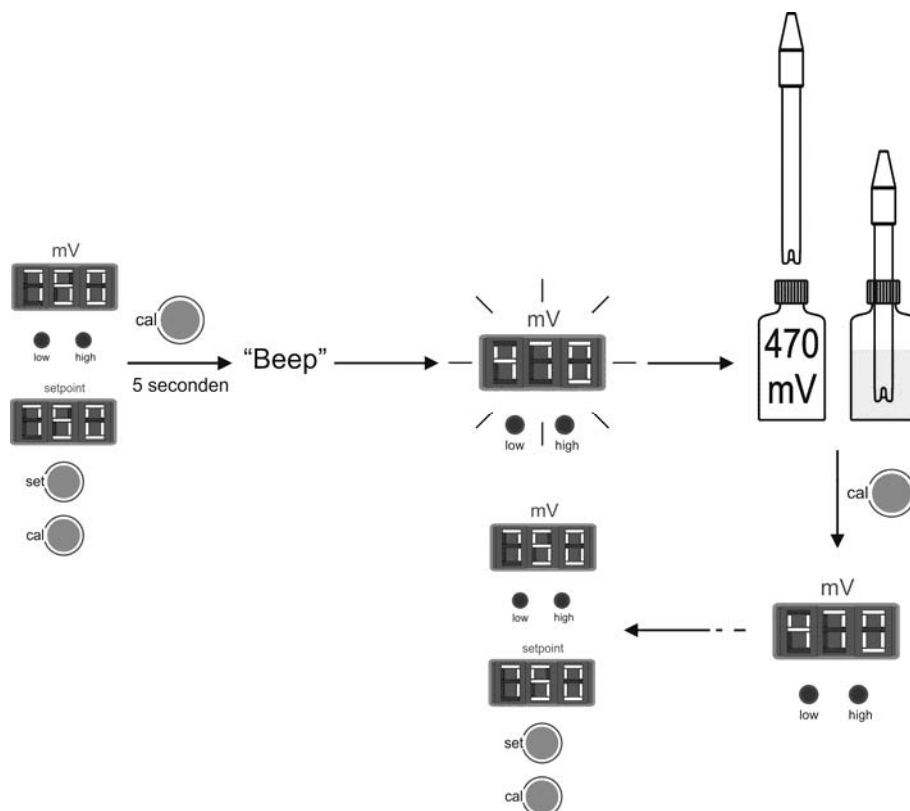 mV
low high
setpoint
set
cal
cal
5 seconden
“Beep”
mV
low high
470
mV
cal
mV
low high
mV
low high
setpoint
set
cal